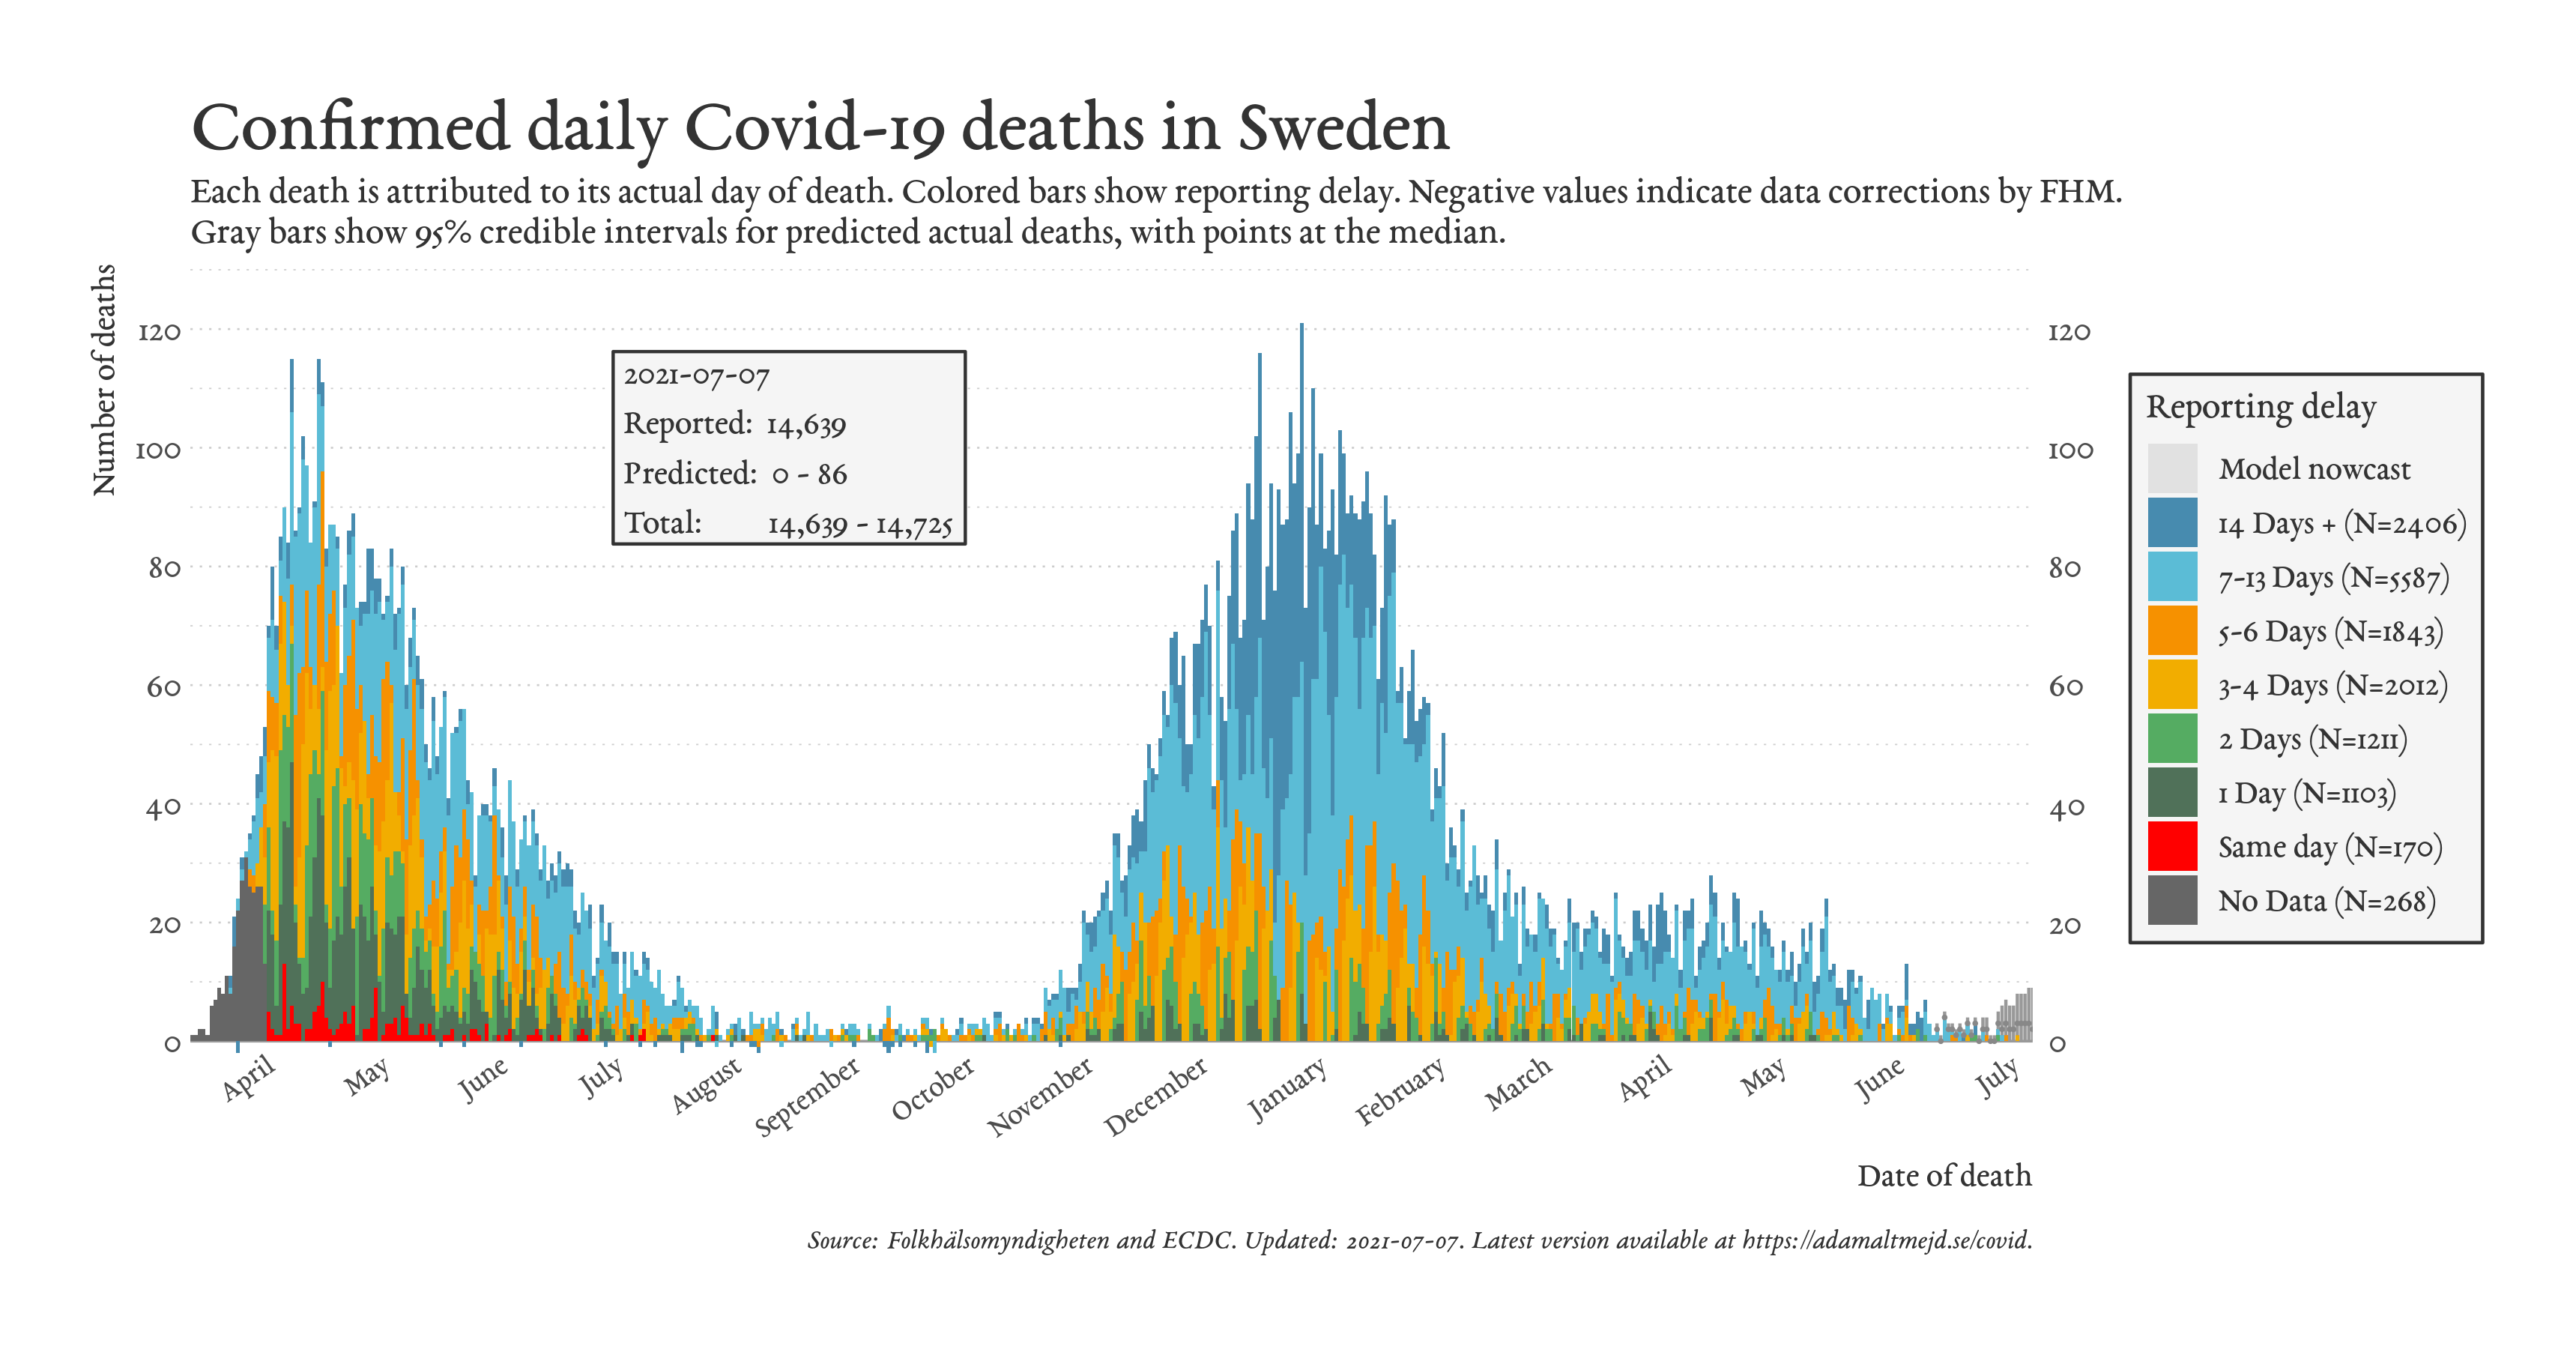 Confirmed daily Covid-19 deaths in Sweden
Each death is attributed to its actual day of death. Colored bars show reporting delay. Negative values indicate data corrections by FHM.
Gray bars show 95% credible intervals for predicted actual deaths, with points at the median.
Number of deaths
120
100
80
60
40
20
0
2021-07-07
Reported: 14,639
Predicted: 0 - 86
Total: 14,639 - 14,725
120
100
80
60
40
20
0
Reporting delay
Model nowcast
14 Days + (N=2406)
7-13 Days (N=5587)
5-6 Days (N=1843)
3-4 Days (N=2012)
2 Days (N=1211)
1 Day (N=1103)
Same day (N=170)
No Data (N=268)
April
May
June
July
August
September
October
November
December
January
February
March
April
May
June
July
Date of death
Source: Folkhälsomyndigheten and ECDC. Updated: 2021-07-07. Latest version available at https://adamaltmejd.se/covid.